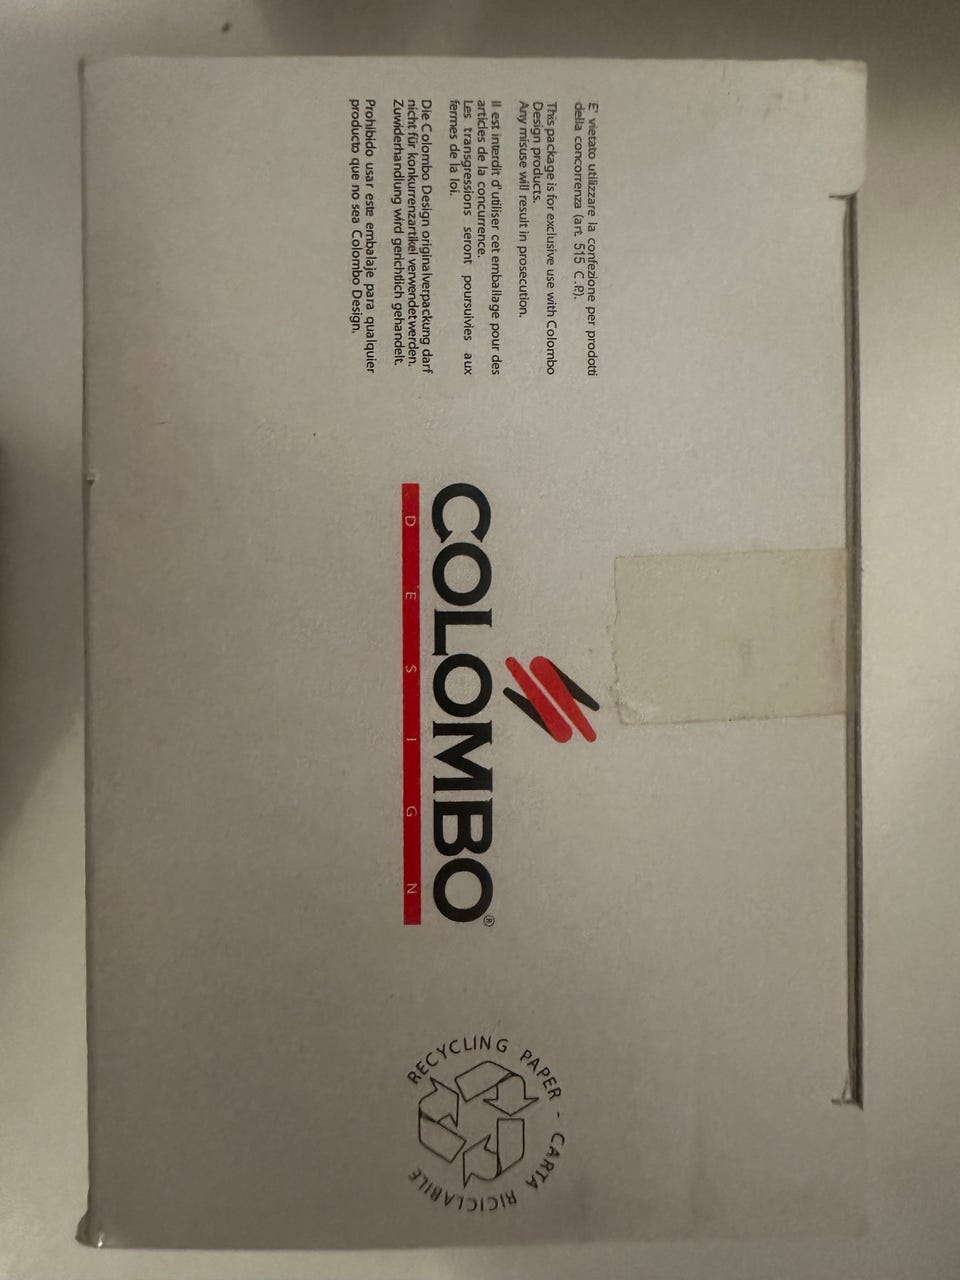 E' vietato utilizzare la confezione per prodotti
della concorrenza (art. 515 C.P.).
This package is for exclusive use with Colombo
Design products.
Any misuse will result in prosecution.
Il est interdit d'utiliser cet emballage pour des
articles de la concurrence.
Les transgressions seront poursuivies aux
fermes de la loi.
Die Colombo Design originalverpackung darf
nicht für konkurrenzartikel verwendet werden.
Zuwiderhandlung wird gerichtlich gehandelt.
Prohibido usar este embalaje para qualquier
producto que no sea Colombo Design.
COLOMBO®
DESIGN
RECYCLING PAPER - CARTA RICICLABILE